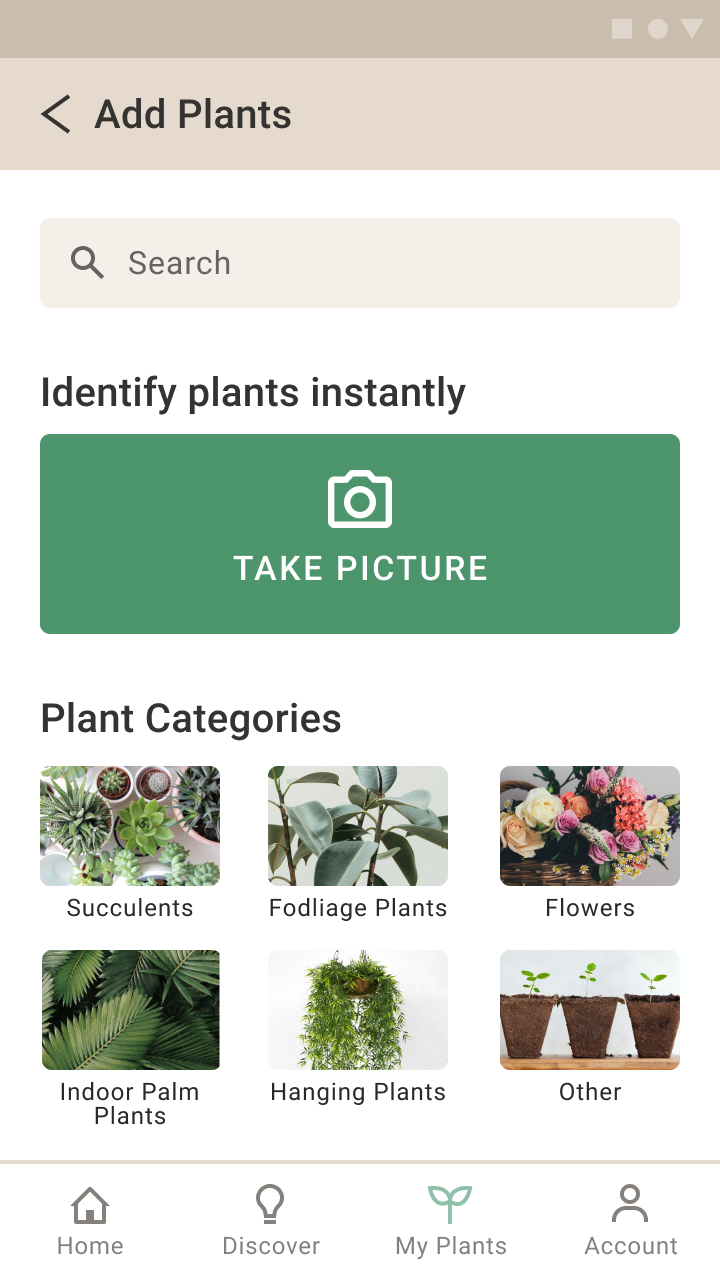 Add Plants
Search
Identify plants instantly
TAKE PICTURE
Plant Categories
Succulents
Fodliage Plants
Flowers
Indoor Palm
Plants
Hanging Plants
Other
Home
Discover
My Plants
Account